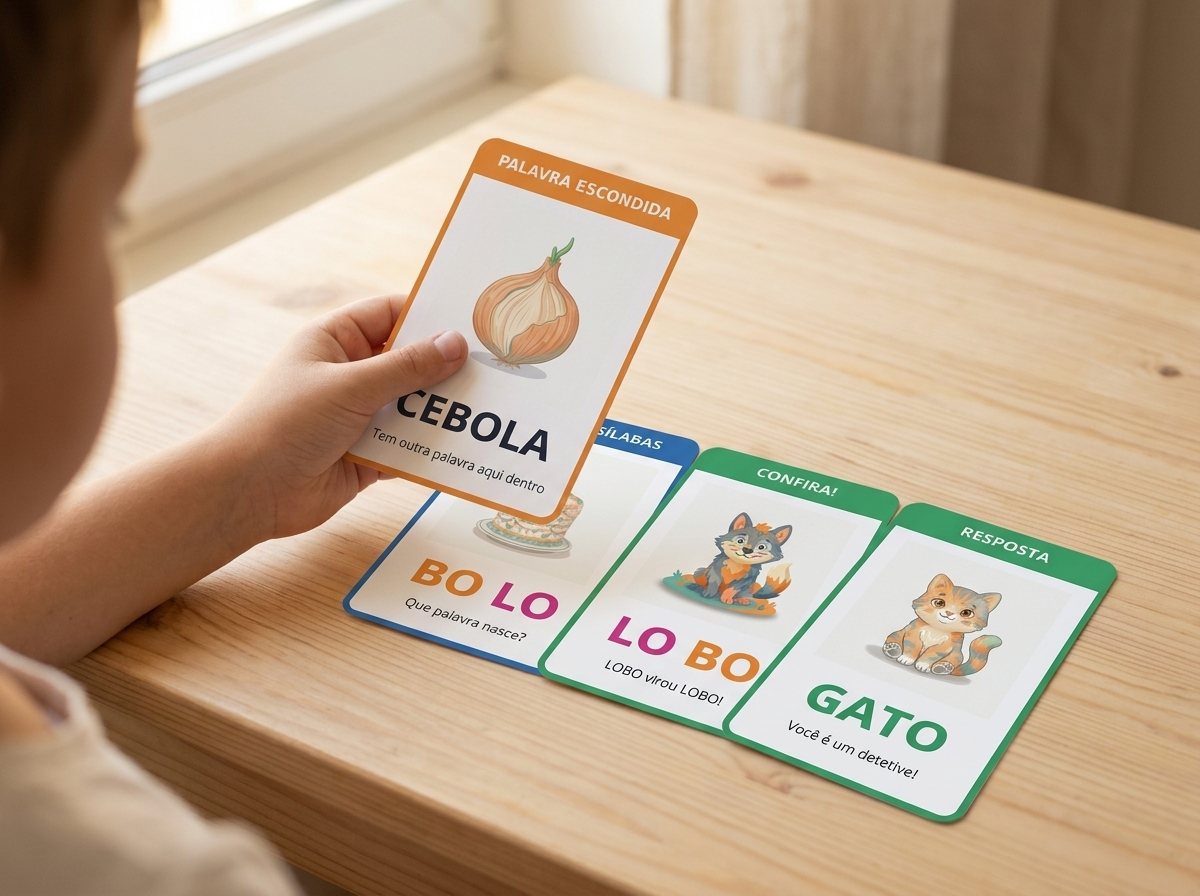 PALAVRA ESCONDIDA
CEBOLA
Tem outra palavra aqui dentro
SÍLABAS
BO LO
Que palavra nasce?
CONFIRA!
LO BO
LOBO virou LOBO!
RESPOSTA
GATO
Você é um detetive!